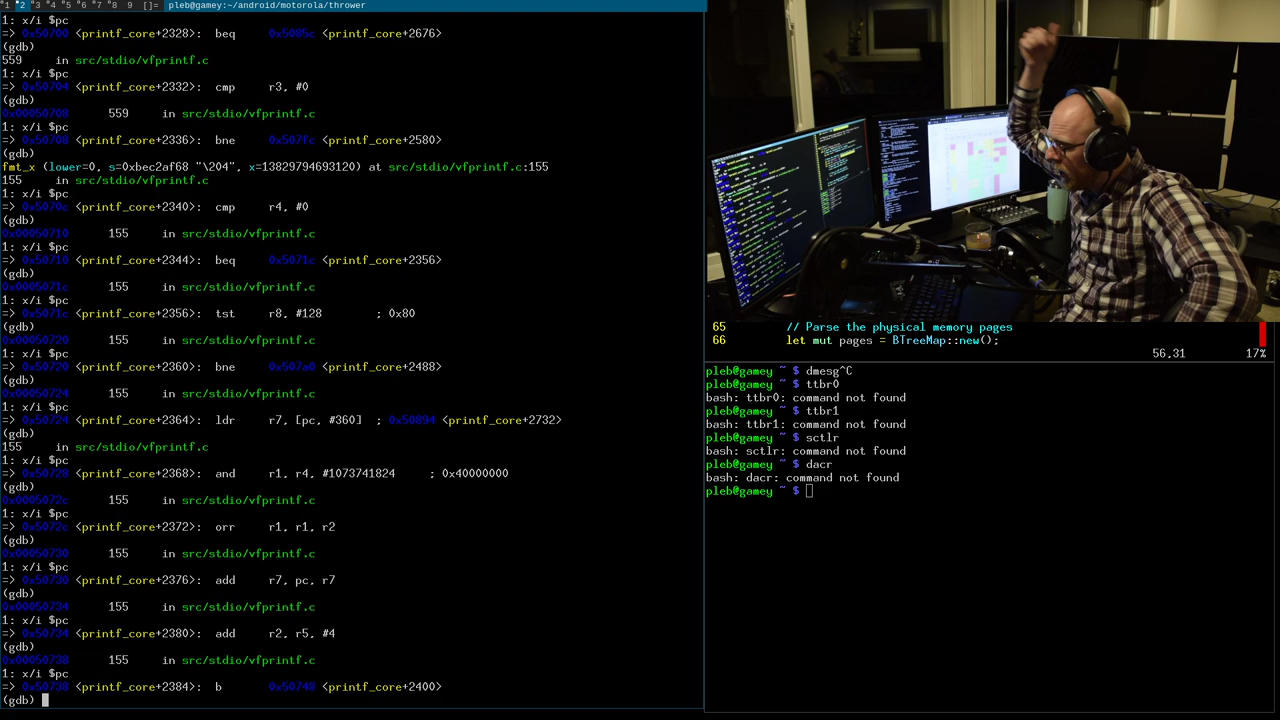 1 2 3 4 5 6 7 8 9 []= pleb@gamey:~/android/motorola/thrower
1: x/i $pc
=> 0x50700 <printf_core+2328>: beq 0x5085c <printf_core+2676>
(gdb)
559 in src/stdio/vfprintf.c
1: x/i $pc
=> 0x50704 <printf_core+2332>: cmp r3, #0
(gdb)
0x00050708 559 in src/stdio/vfprintf.c
1: x/i $pc
=> 0x50708 <printf_core+2336>: bne 0x507fc <printf_core+2580>
(gdb)
fmt_x (lower=0, s=0xbec2af68 "\204", x=13829794693120) at src/stdio/vfprintf.c:155
155 in src/stdio/vfprintf.c
1: x/i $pc
=> 0x5070c <printf_core+2340>: cmp r4, #0
(gdb)
0x00050710 155 in src/stdio/vfprintf.c
1: x/i $pc
=> 0x50710 <printf_core+2344>: beq 0x5071c <printf_core+2356>
(gdb)
0x0005071c 155 in src/stdio/vfprintf.c
1: x/i $pc
=> 0x5071c <printf_core+2356>: tst r8, #128 ; 0x80
(gdb)
0x00050720 155 in src/stdio/vfprintf.c
1: x/i $pc
=> 0x50720 <printf_core+2360>: bne 0x507a0 <printf_core+2488>
(gdb)
0x00050724 155 in src/stdio/vfprintf.c
1: x/i $pc
=> 0x50724 <printf_core+2364>: ldr r7, [pc, #360] ; 0x50894 <printf_core+2732>
(gdb)
155 in src/stdio/vfprintf.c
1: x/i $pc
=> 0x50728 <printf_core+2368>: and r1, r4, #1073741824 ; 0x40000000
(gdb)
0x0005072c 155 in src/stdio/vfprintf.c
1: x/i $pc
=> 0x5072c <printf_core+2372>: orr r1, r1, r2
(gdb)
0x00050730 155 in src/stdio/vfprintf.c
1: x/i $pc
=> 0x50730 <printf_core+2376>: add r7, pc, r7
(gdb)
0x00050734 155 in src/stdio/vfprintf.c
1: x/i $pc
=> 0x50734 <printf_core+2380>: add r2, r5, #4
(gdb)
0x00050738 155 in src/stdio/vfprintf.c
1: x/i $pc
=> 0x50738 <printf_core+2384>: b 0x50748 <printf_core+2400>
(gdb)
65 // Parse the physical memory pages
66 let mut pages = BTreeMap::new();
56,31 17%
pleb@gamey ~ $ dmesg^C
pleb@gamey ~ $ ttbr0
bash: ttbr0: command not found
pleb@gamey ~ $ ttbr1
bash: ttbr1: command not found
pleb@gamey ~ $ sctlr
bash: sctlr: command not found
pleb@gamey ~ $ dacr
bash: dacr: command not found
pleb@gamey ~ $